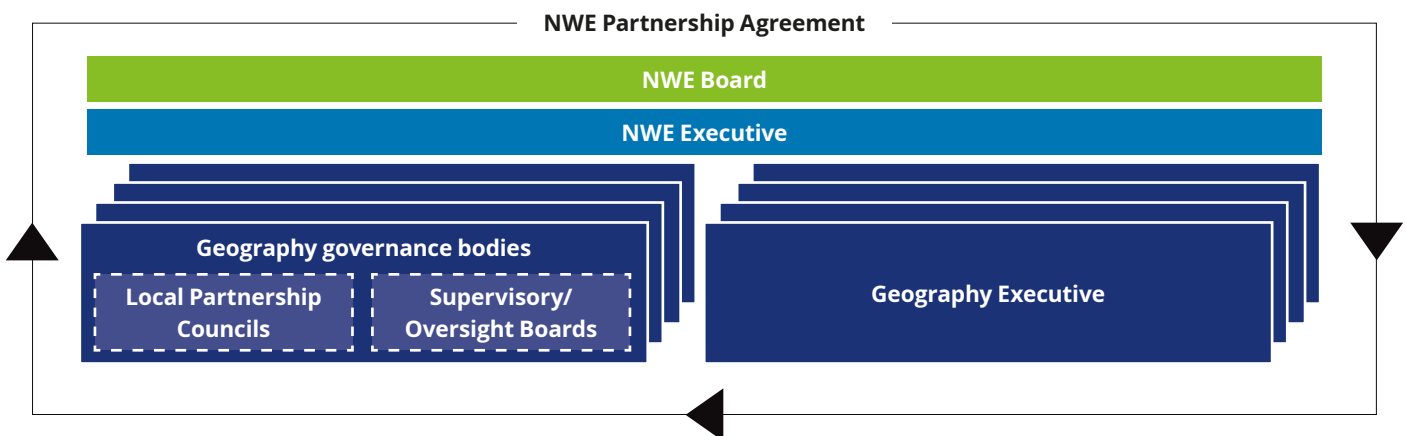 NWE Partnership Agreement
NWE Board
NWE Executive
Geography governance bodies
Local Partnership
Councils
Supervisory/
Oversight Boards
Geography Executive